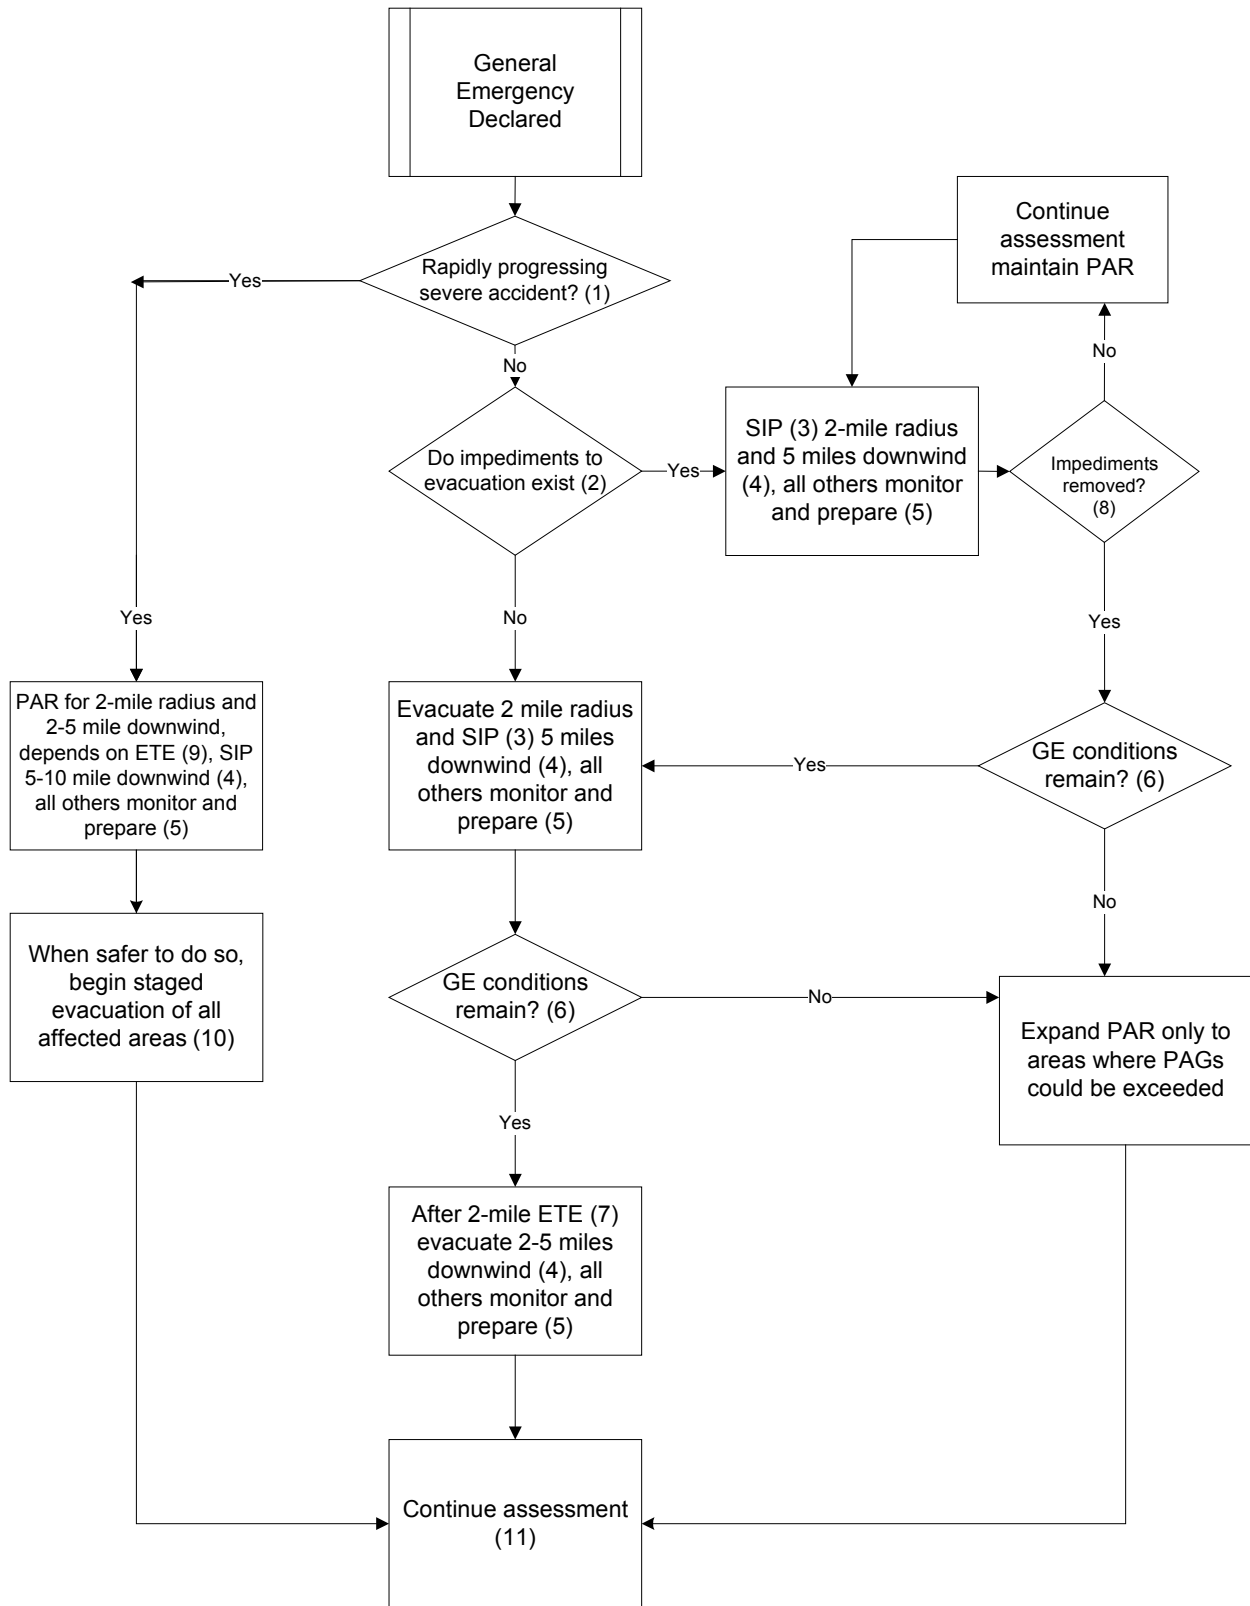 General
Emergency
Declared
Continue
assessment
maintain PAR
Rapidly progressing
severe accident? (1)
Yes
No
No
Do impediments to
evacuation exist (2)
Yes
SIP (3) 2-mile radius
and 5 miles downwind
(4), all others monitor
and prepare (5)
Impediments
removed?
(8)
Yes
No
Yes
PAR for 2-mile radius and
2-5 mile downwind,
depends on ETE (9), SIP
5-10 mile downwind (4),
all others monitor and
prepare (5)
Evacuate 2 mile radius
and SIP (3) 5 miles
downwind (4), all
others monitor and
prepare (5)
Yes
GE conditions
remain? (6)
No
When safer to do so,
begin staged
evacuation of all
affected areas (10)
GE conditions
remain? (6)
No
Expand PAR only to
areas where PAGs
could be exceeded
Yes
After 2-mile ETE (7)
evacuate 2-5 miles
downwind (4), all
others monitor and
prepare (5)
Continue assessment
(11)